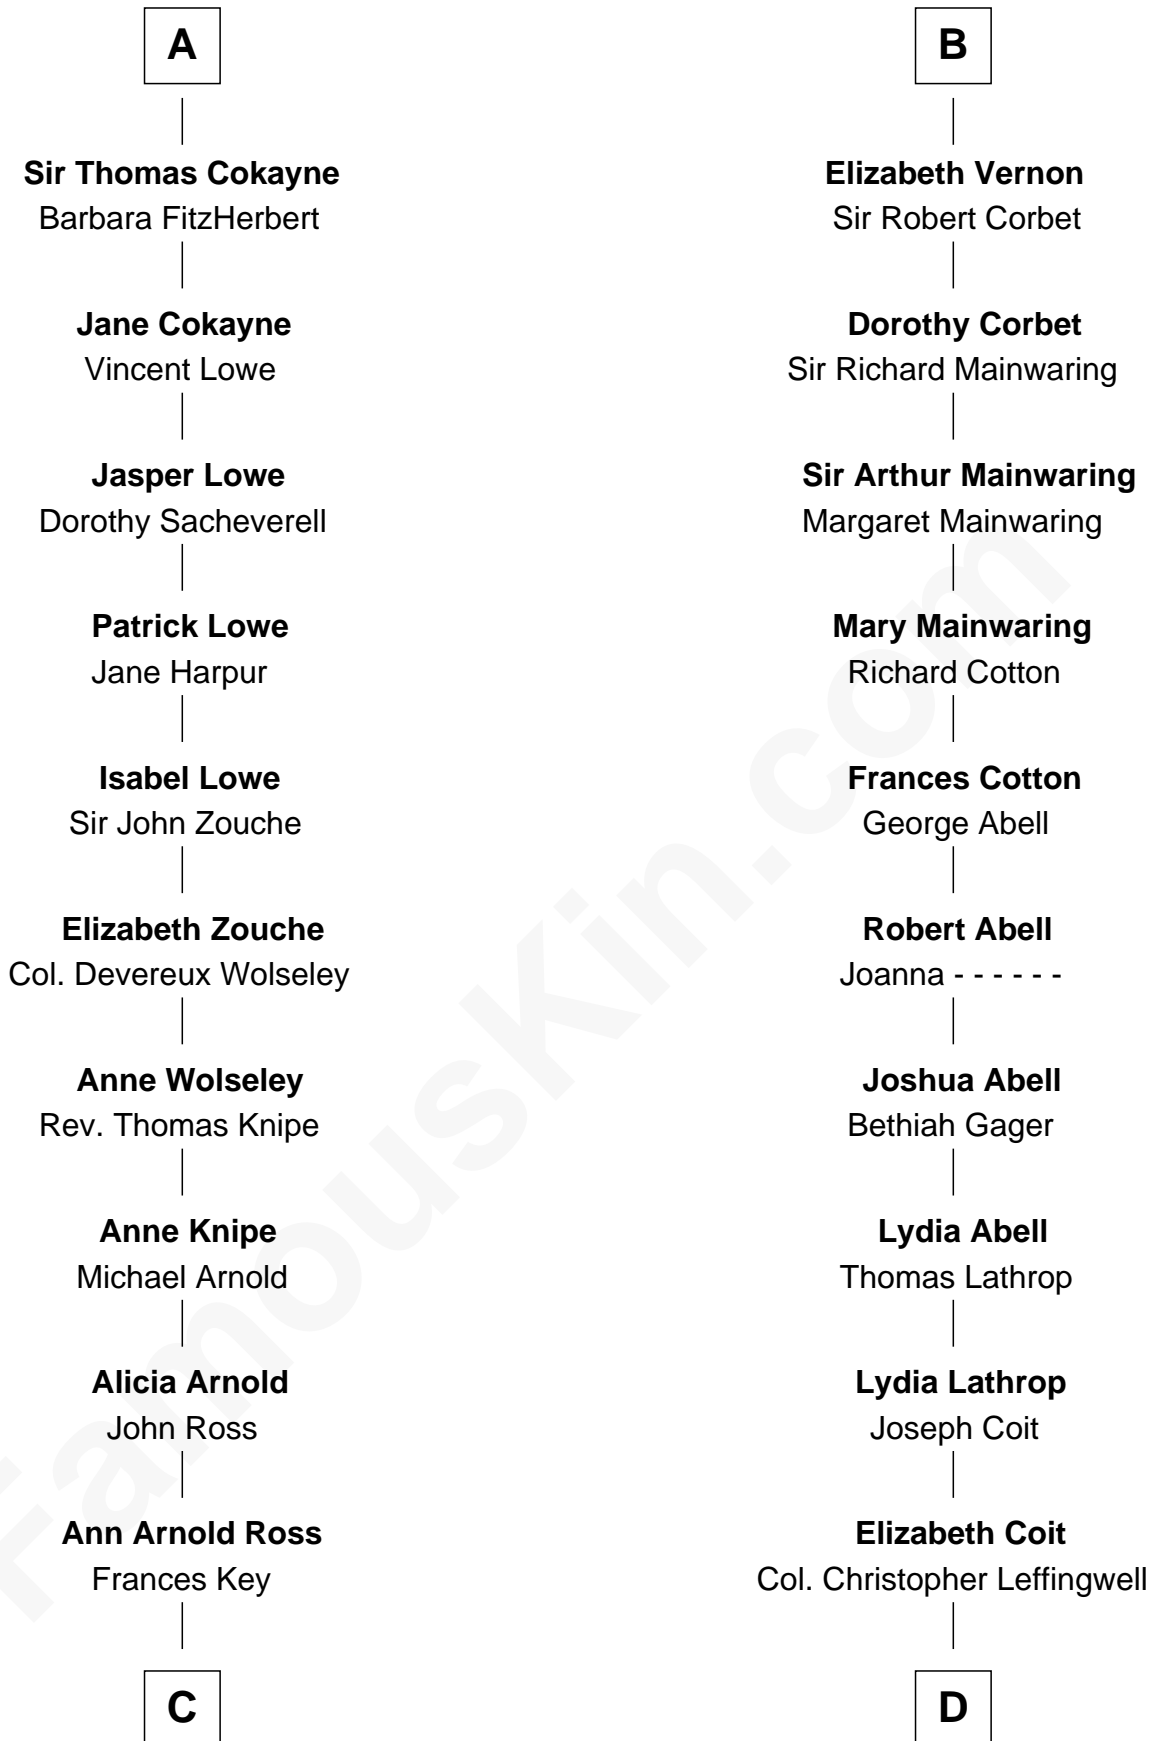 A
Sir Thomas Cokayne
Barbara FitzHerbert
Jane Cokayne
Vincent Lowe
Jasper Lowe
Dorothy Sacheverell
Patrick Lowe
Jane Harpur
Isabel Lowe
Sir John Zouche
Elizabeth Zouche
Col. Devereux Wolseley
Anne Wolseley
Rev. Thomas Knipe
Anne Knipe
Michael Arnold
Alicia Arnold
John Ross
Ann Arnold Ross
Frances Key
C
B
Elizabeth Vernon
Sir Robert Corbet
Dorothy Corbet
Sir Richard Mainwaring
Sir Arthur Mainwaring
Margaret Mainwaring
Mary Mainwaring
Richard Cotton
Frances Cotton
George Abell
Robert Abell
Joanna - - - - - -
Joshua Abell
Bethiah Gager
Lydia Abell
Thomas Lathrop
Lydia Lathrop
Joseph Coit
Elizabeth Coit
Col. Christopher Leffingwell
D
FamousKin.com